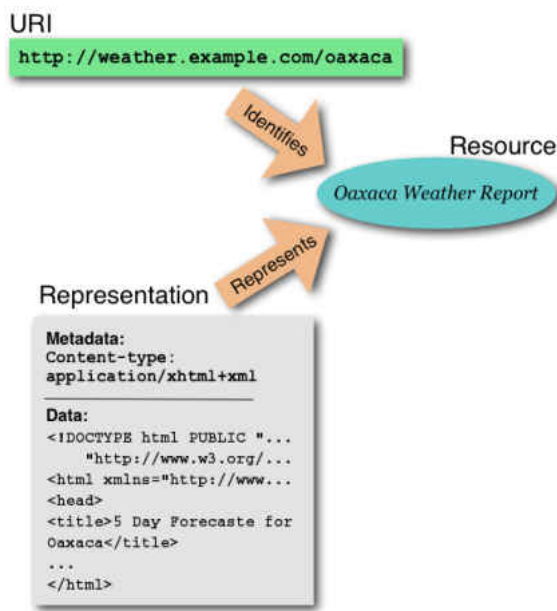 URI
http://weather.example.com/oaxaca
Identifies
Resource
Oaxaca Weather Report
Represents
Representation
Metadata:
Content-type:
application/xhtml+xml
Data:
<!DOCTYPE html PUBLIC "...
"http://www.w3.org/...
<html xmlns="http://www...
<head>
<title>5 Day Forecaste for
Oaxaca</title>
...
</html>